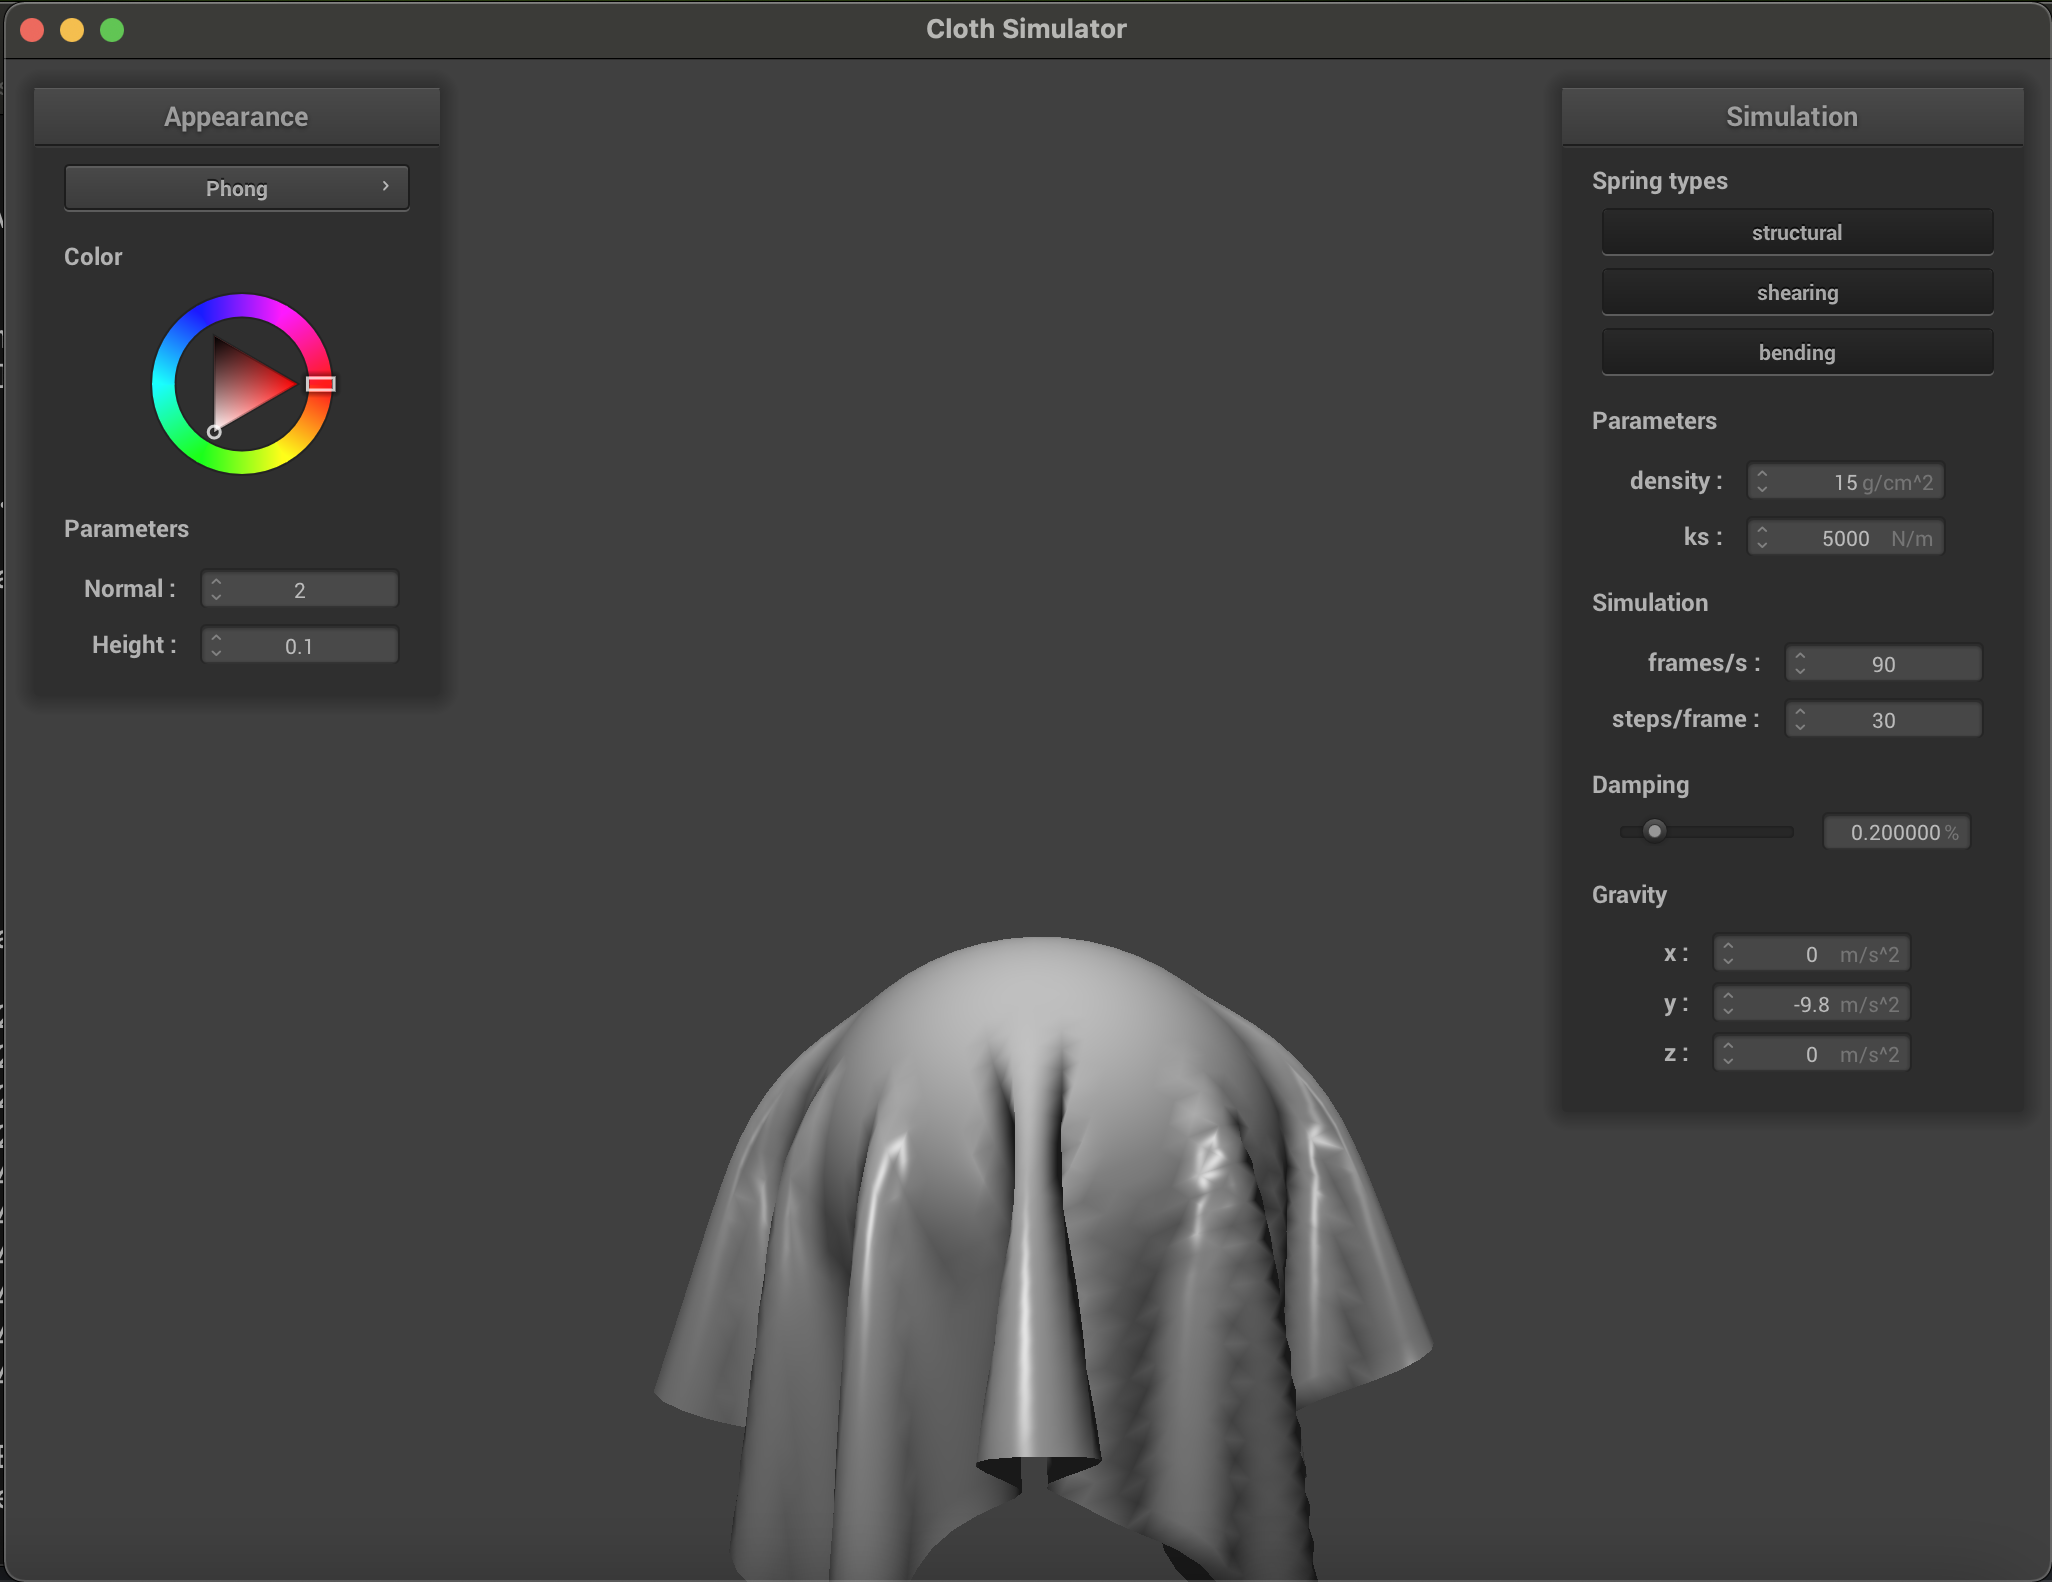 Cloth Simulator
Appearance
Phong
Color
Parameters
Normal : 2
Height : 0.1
Simulation
Spring types
structural
shearing
bending
Parameters
density : 15 g/cm^2
ks : 5000 N/m
Simulation
frames/s : 90
steps/frame : 30
Damping
0.200000 %
Gravity
x : 0 m/s^2
y : -9.8 m/s^2
z : 0 m/s^2